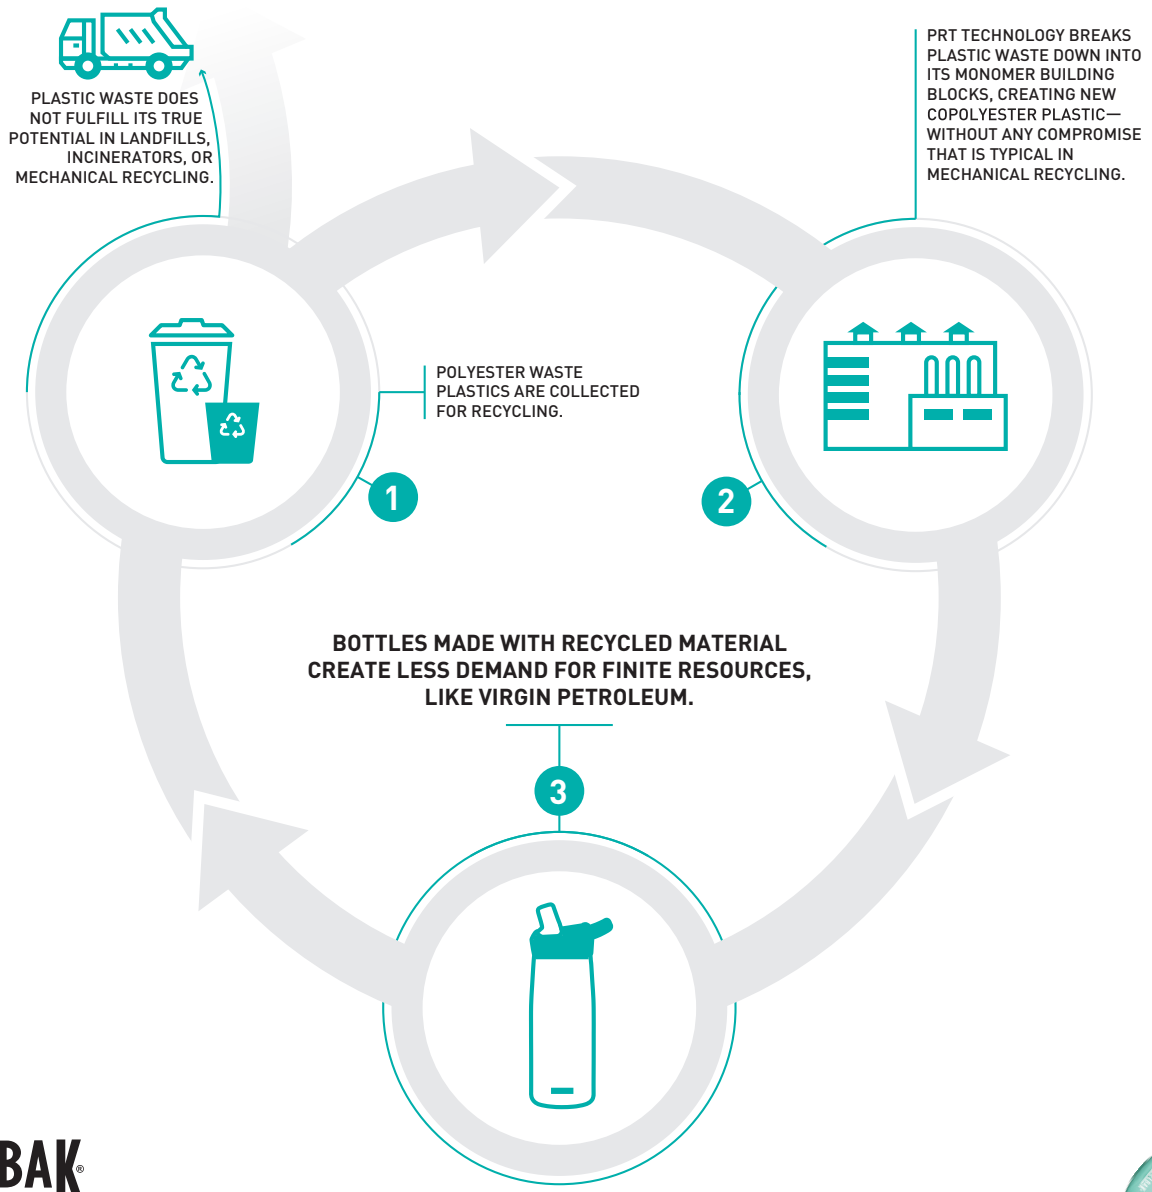 PLASTIC WASTE DOES
NOT FULFILL ITS TRUE
POTENTIAL IN LANDFILLS,
INCINERATORS, OR
MECHANICAL RECYCLING.
PRT TECHNOLOGY BREAKS
PLASTIC WASTE DOWN INTO
ITS MONOMER BUILDING
BLOCKS, CREATING NEW
COPOLYESTER PLASTIC—
WITHOUT ANY COMPROMISE
THAT IS TYPICAL IN
MECHANICAL RECYCLING.
POLYESTER WASTE
PLASTICS ARE COLLECTED
FOR RECYCLING.
1
2
BOTTLES MADE WITH RECYCLED MATERIAL
CREATE LESS DEMAND FOR FINITE RESOURCES,
LIKE VIRGIN PETROLEUM.
3
BAK®